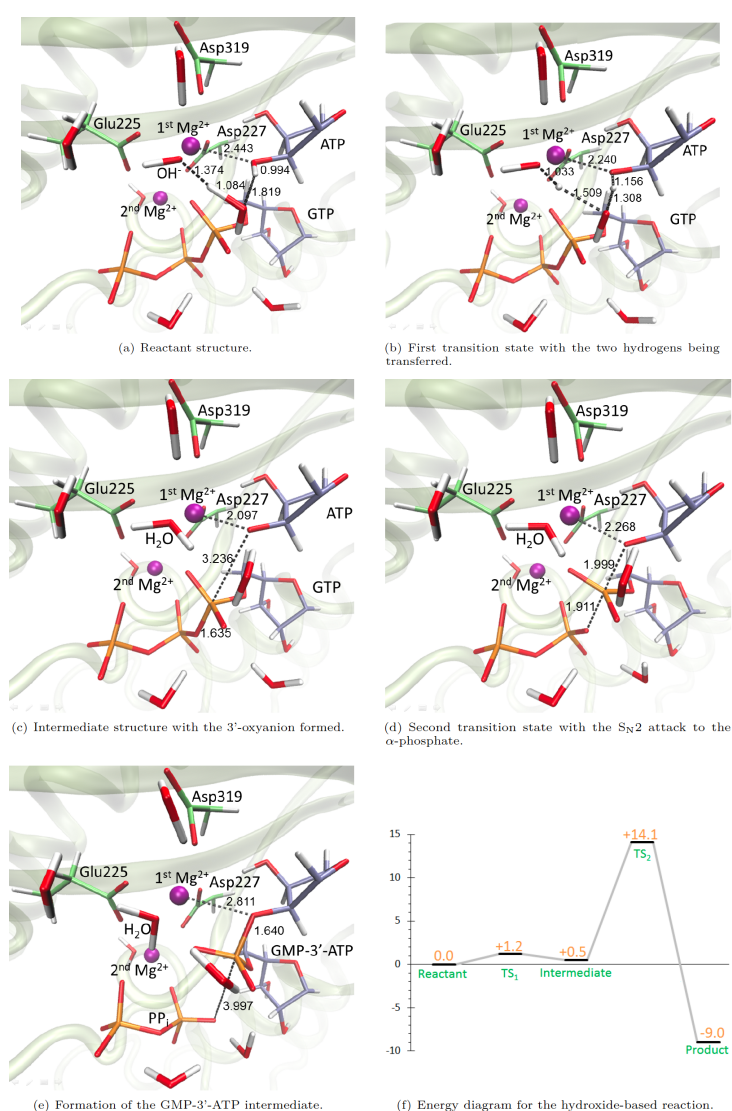 Asp319
Glu225
1st Mg2+
Asp227
ATP
2.443
OH-
1.374
0.994
1.084
1.819
2nd Mg2+
GTP
(a) Reactant structure.
Asp319
Glu225
1st Mg2+
Asp227
ATP
2.240
1.033
1.156
1.509
1.308
2nd Mg2+
GTP
(b) First transition state with the two hydrogens being
transferred.
Asp319
Glu225
1st Mg2+
Asp227
2.097
ATP
H2O
3.236
2nd Mg2+
GTP
1.635
(c) Intermediate structure with the 3'-oxyanion formed.
Asp319
Glu225
1st Mg2+
Asp227
2.268
H2O
1.999
2nd Mg2+
1.911
(d) Second transition state with the SN2 attack to the
α-phosphate.
Asp319
Glu225
1st Mg2+
Asp227
2.811
H2O
1.640
GMP-3'-ATP
2nd Mg2+
3.997
PPi
(e) Formation of the GMP-3'-ATP intermediate.
15
10
5
0
-5
-10
0.0
Reactant
+1.2
TS1
+0.5
Intermediate
+14.1
TS2
-9.0
Product
(f) Energy diagram for the hydroxide-based reaction.